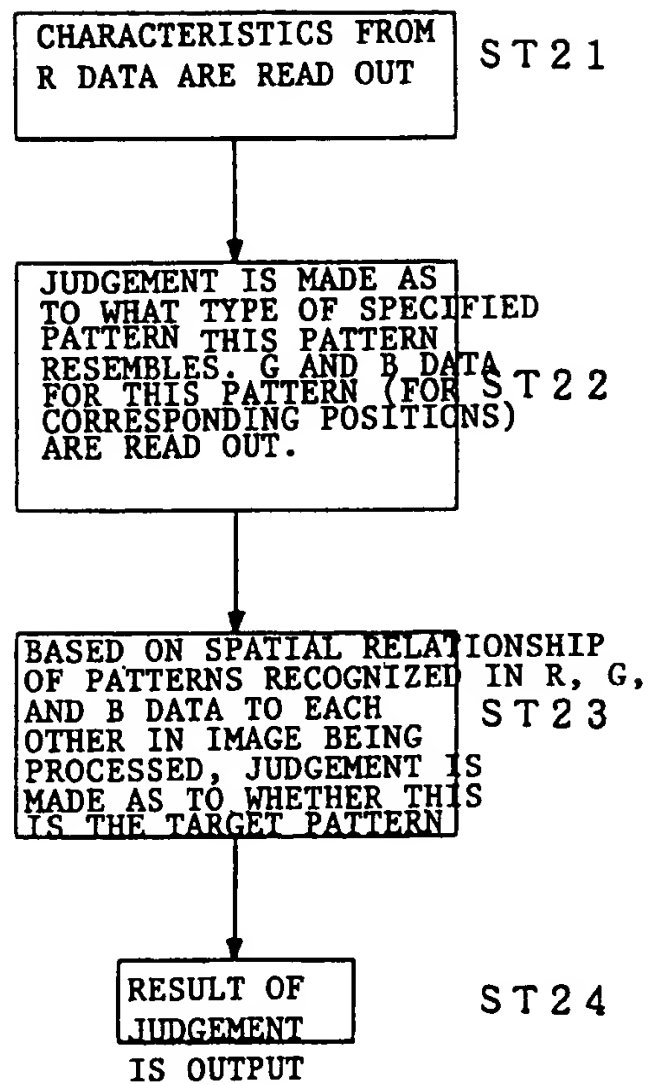 CHARACTERISTICS FROM
R DATA ARE READ OUT
ST21
JUDGEMENT IS MADE AS
TO WHAT TYPE OF SPECIFIED
PATTERN THIS PATTERN
RESEMBLES. G AND B DATA
FOR THIS PATTERN (FOR
CORRESPONDING POSITIONS)
ARE READ OUT.
ST22
BASED ON SPATIAL RELATIONSHIP
OF PATTERNS RECOGNIZED IN R, G,
AND B DATA TO EACH
OTHER IN IMAGE BEING
PROCESSED, JUDGEMENT IS
MADE AS TO WHETHER THIS
IS THE TARGET PATTERN
ST23
RESULT OF
JUDGEMENT
IS OUTPUT
ST24